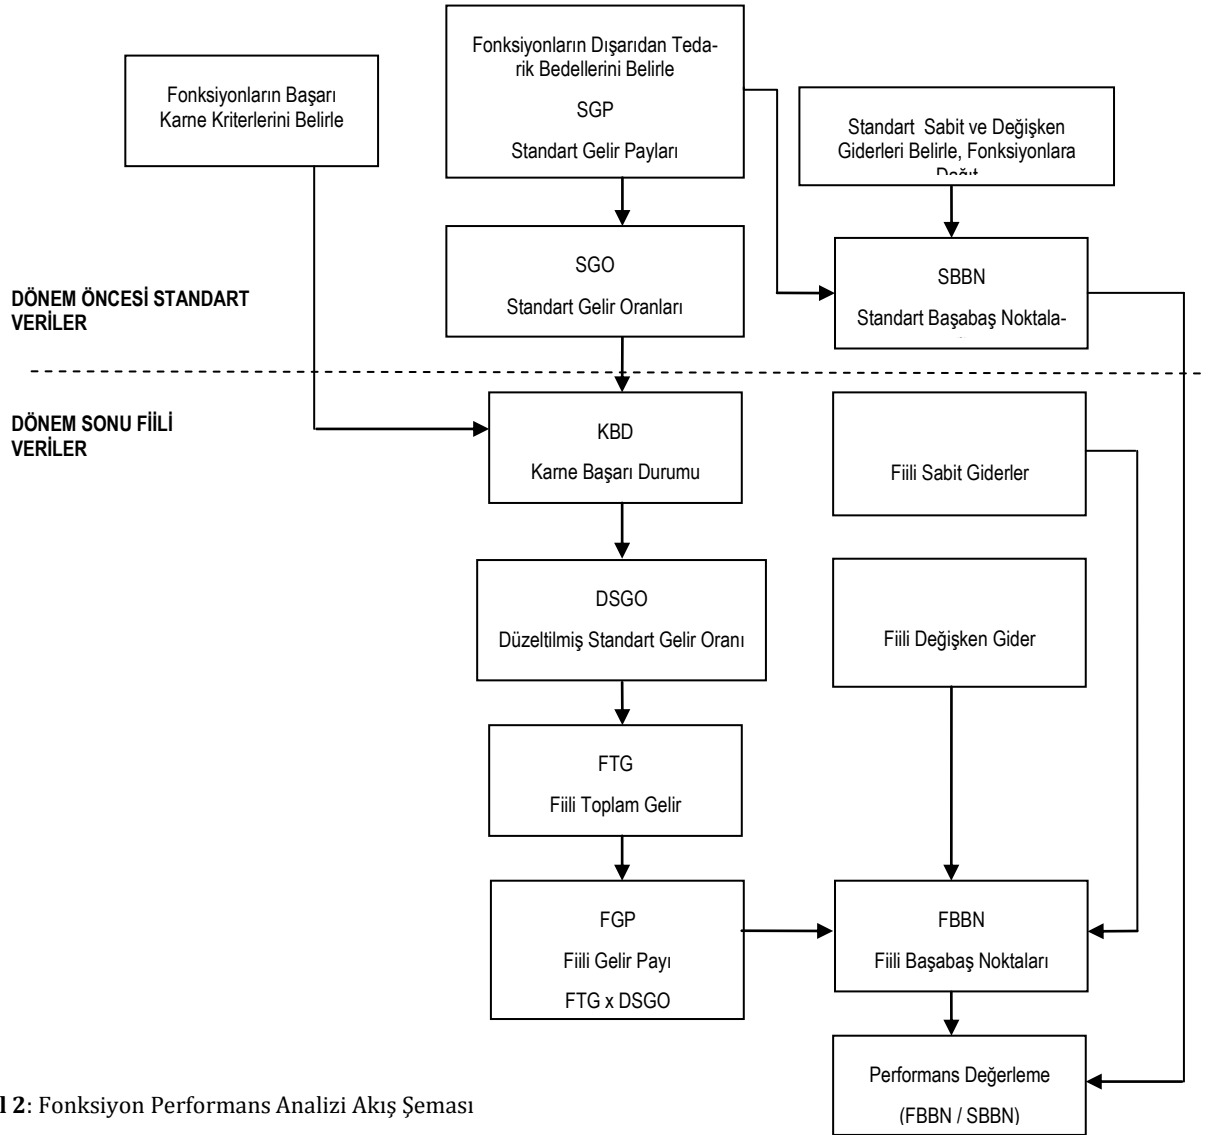 Fonksiyonların Dışarıdan Teda-
rik Bedellerini Belirle
SGP
Standart Gelir Payları
Fonksiyonların Başarı
Karne Kriterlerini Belirle
Standart Sabit ve Değişken
Giderleri Belirle, Fonksiyonlara
Dağıt
SGO
Standart Gelir Oranları
SBBN
Standart Başabaş Noktala-
DÖNEM ÖNCESİ STANDART
VERİLER
DÖNEM SONU FİİLİ
VERİLER
KBD
Karne Başarı Durumu
Fiili Sabit Giderler
DSGO
Düzeltilmiş Standart Gelir Oranı
Fiili Değişken Gider
FTG
Fiili Toplam Gelir
FGP
Fiili Gelir Payı
FTG x DSGO
FBBN
Fiili Başabaş Noktaları
Performans Değerleme
(FBBN / SBBN)
l 2: Fonksiyon Performans Analizi Akış Şeması